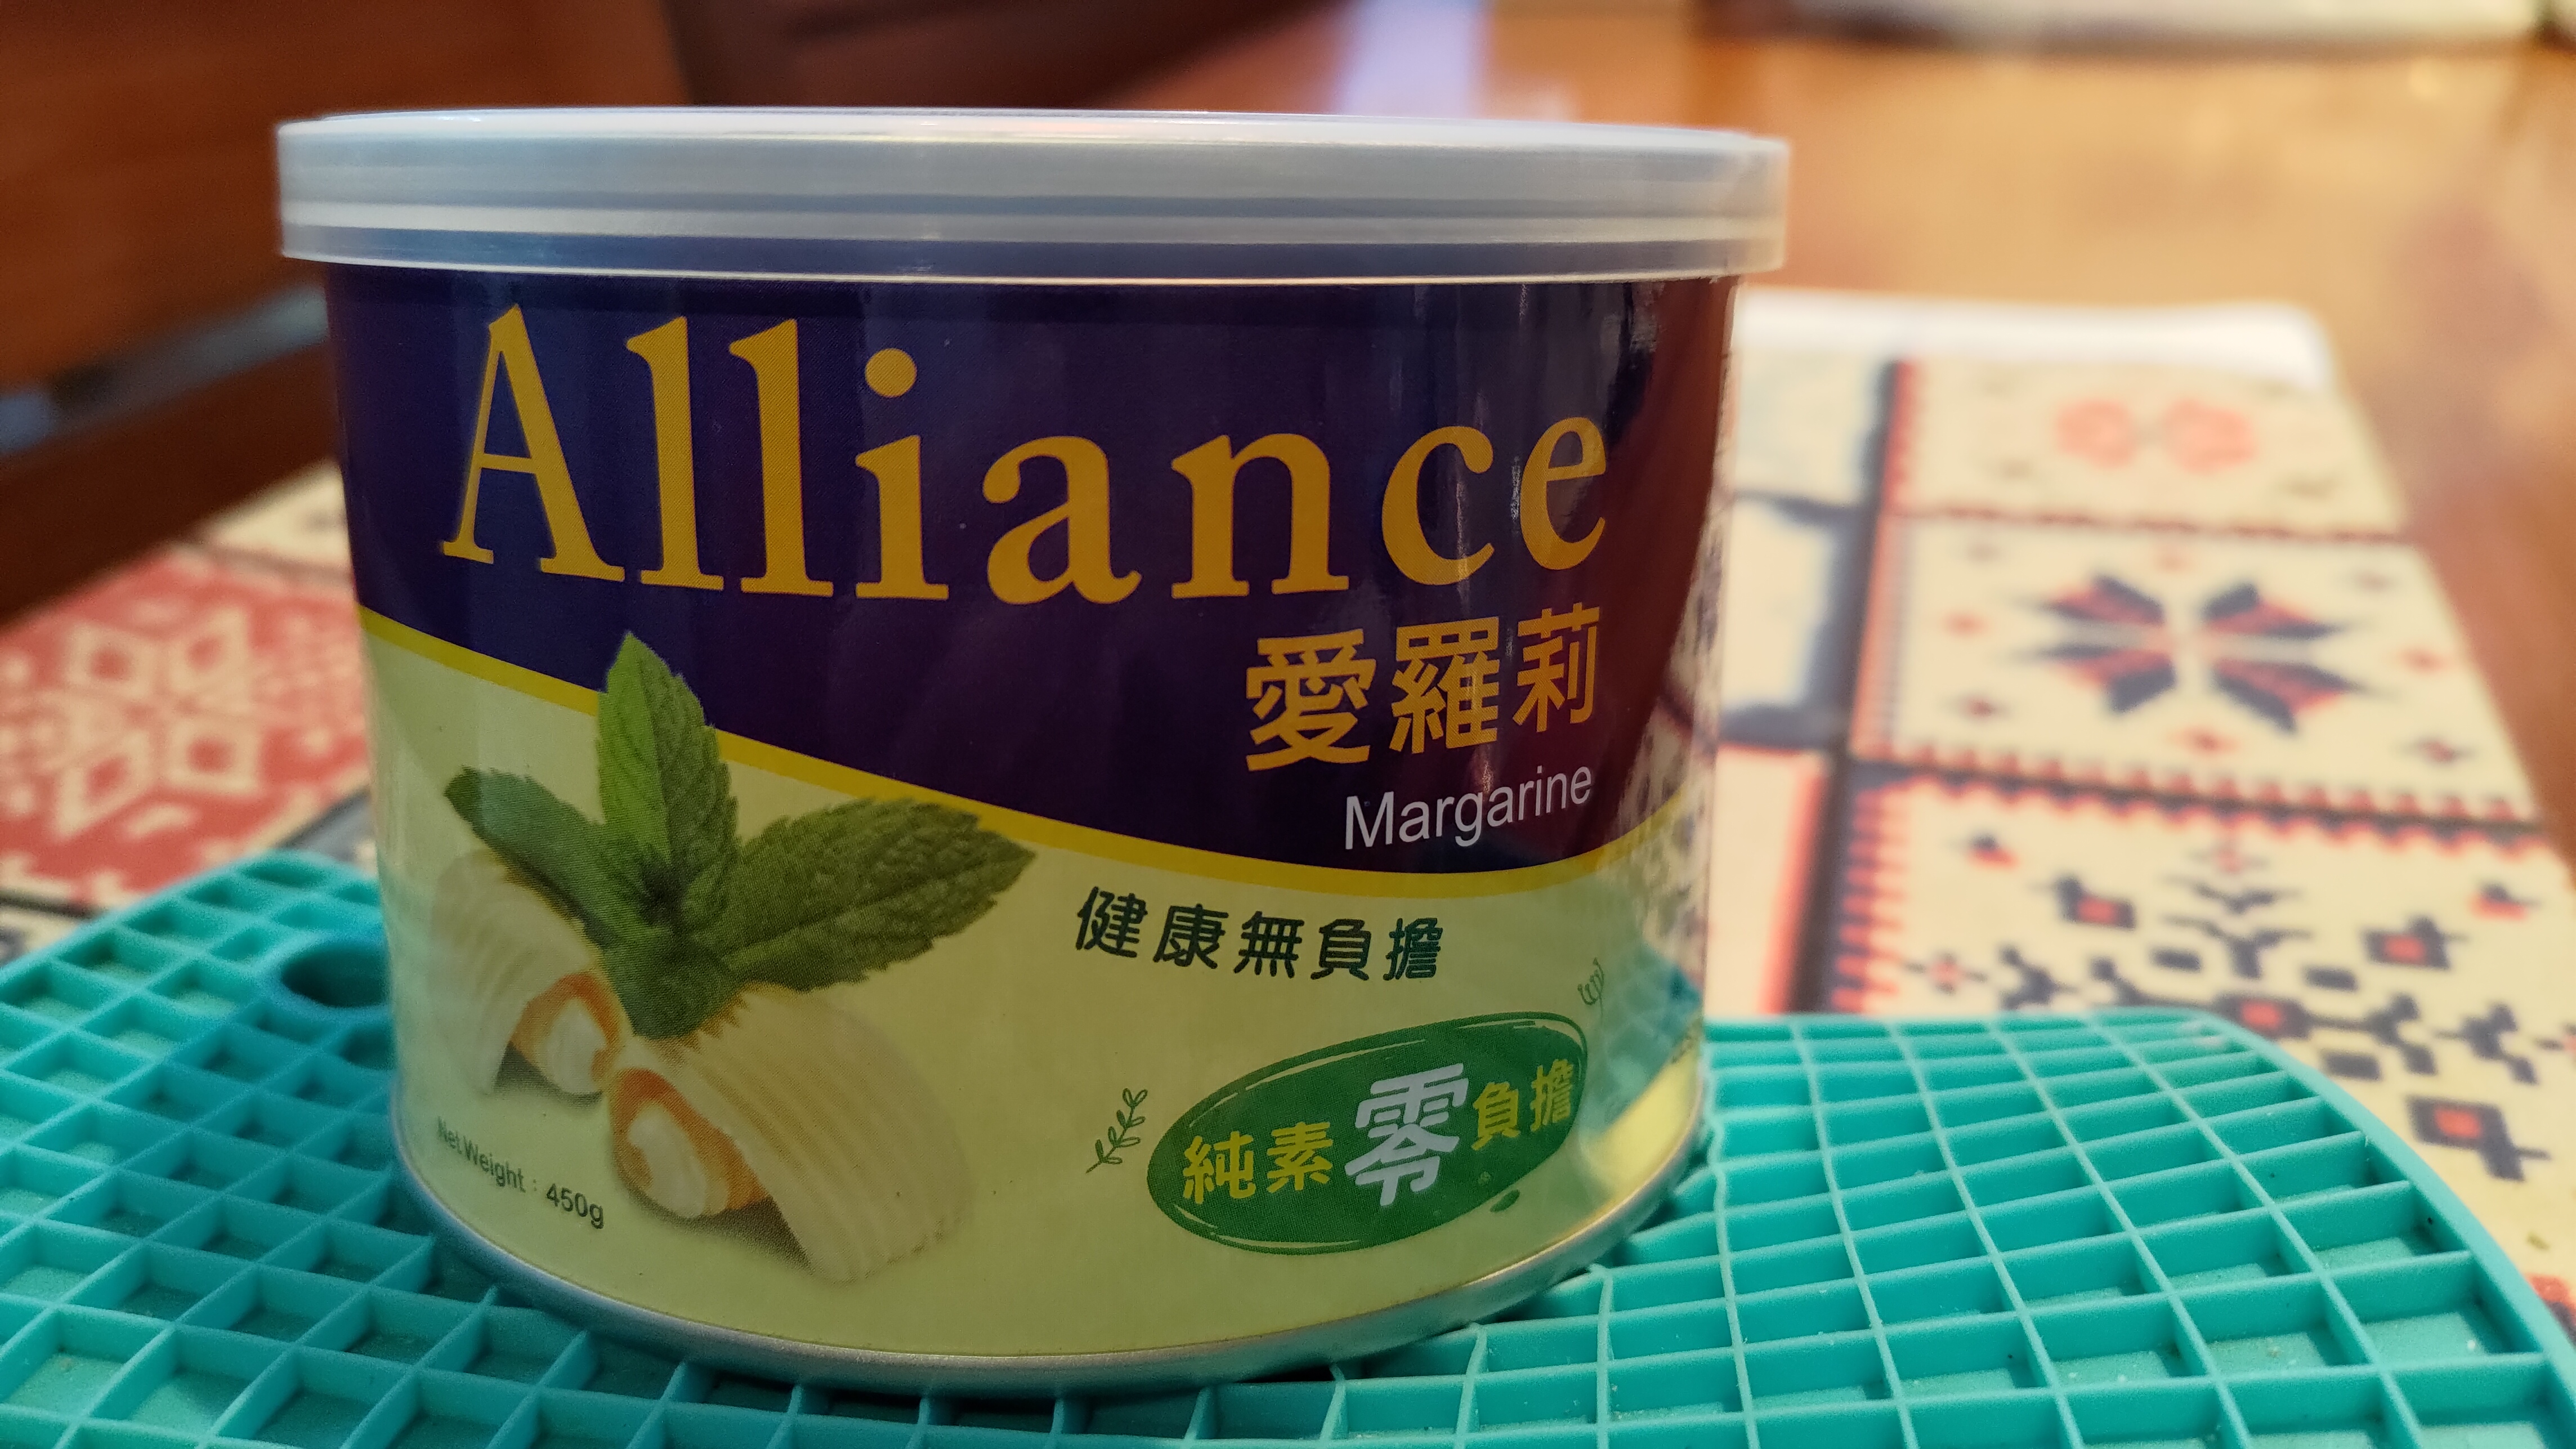 Alliance
愛羅莉
Margarine
健康無負擔
純素零負擔
Net Weight：450g